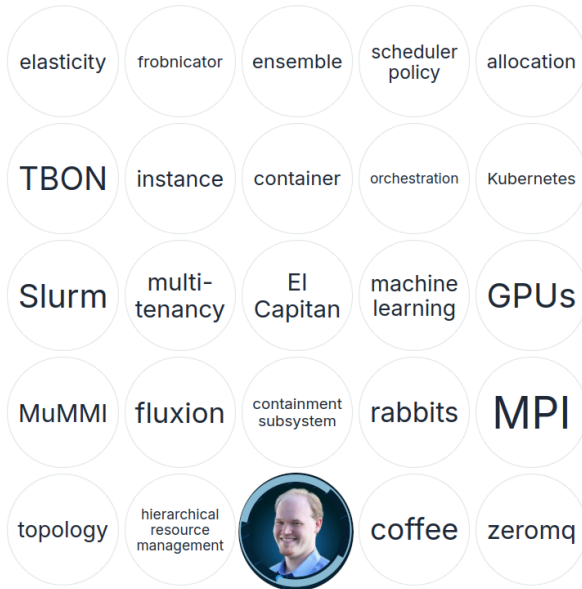 elasticity
frobnicator
ensemble
scheduler
policy
allocation
TBON
instance
container
orchestration
Kubernetes
Slurm
multi-
tenancy
El
Capitan
machine
learning
GPUs
MuMMI
fluxion
containment
subsystem
rabbits
MPI
topology
hierarchical
resource
management
coffee
zeromq